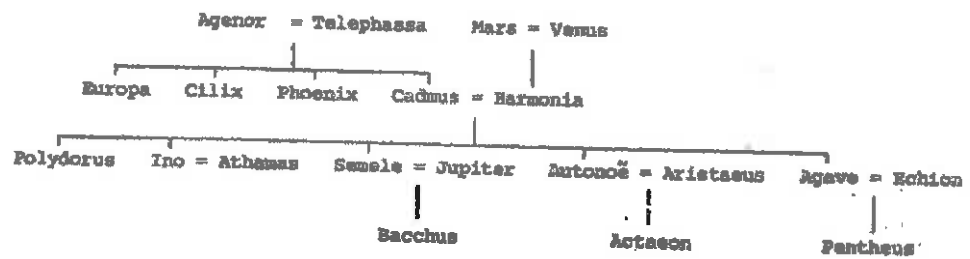 Agenor = Telephassa Mars = Venus
Europa Cilix Phoenix Cadmus = Harmonia
Polydorus Ino = Athamas Semele = Jupiter Autonoë = Aristaeus Agave = Echion
Bacchus Actaeon Pentheus